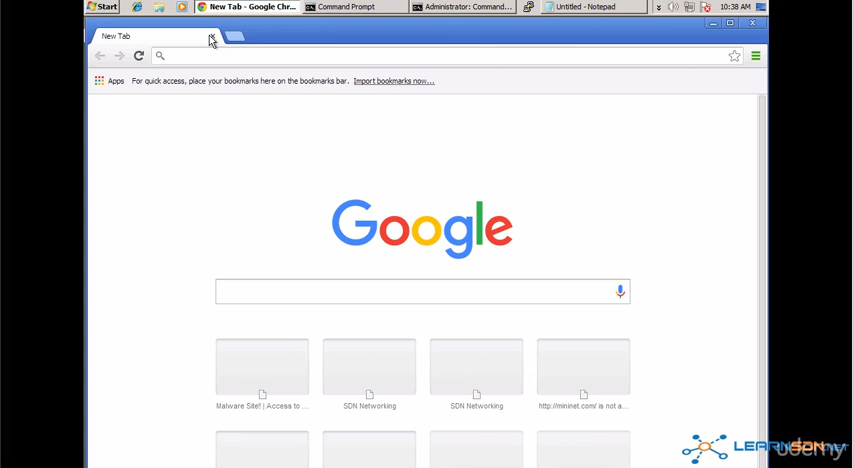 Start New Tab - Google Chr... Command Prompt Administrator: Command... Untitled - Notepad 10:38 AM
New Tab
Apps For quick access, place your bookmarks here on the bookmarks bar. Import bookmarks now...
Google
Malware Site! | Access to ... SDN Networking SDN Networking http://mininet.com/ is not a...
LEARNSDN.NET
udemy